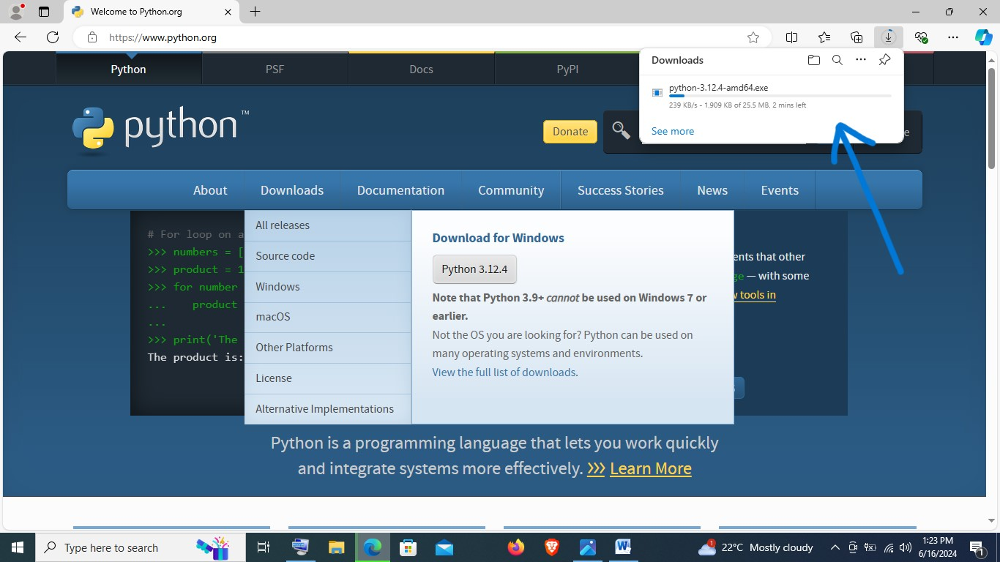 Welcome to Python.org
https://www.python.org
Python
PSF
Docs
PyPI
Downloads
python-3.12.4-amd64.exe
239 KB/s - 1,909 KB of 25.5 MB, 2 mins left
See more
python™
Donate
About
Downloads
Documentation
Community
Success Stories
News
Events
# For loop on a
>>> numbers = [
>>> product = 1
>>> for number
... product
...
>>> print('The
The product is:
All releases
Source code
Windows
macOS
Other Platforms
License
Alternative Implementations
Download for Windows
Python 3.12.4
Note that Python 3.9+ cannot be used on Windows 7 or
earlier.
Not the OS you are looking for? Python can be used on
many operating systems and environments.
View the full list of downloads.
that other
— with some
tools in
Python is a programming language that lets you work quickly
and integrate systems more effectively. >>> Learn More
Type here to search
22°C Mostly cloudy
1:23 PM
6/16/2024
1